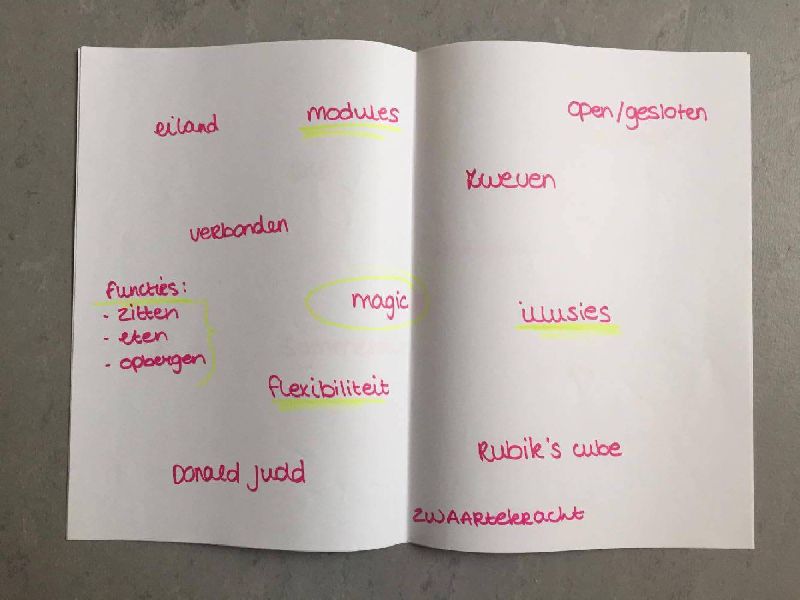 eiland
modules
verbonden
functies:
- zitten
- eten
- opbergen
magic
flexibiliteit
Donald Judd
open/gesloten
zweven
illusies
Rubik's cube
ZWAARtekracht